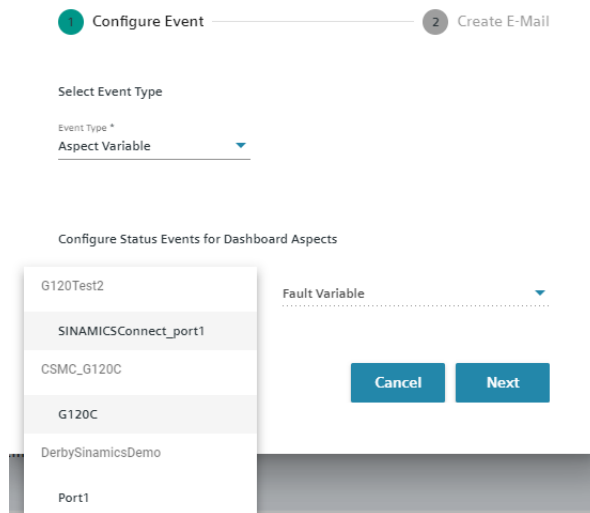 1 Configure Event 2 Create E-Mail
Select Event Type
Event Type *
Aspect Variable
Configure Status Events for Dashboard Aspects
G120Test2
Fault Variable
SINAMICSConnect_port1
CSMC_G120C
Cancel Next
G120C
DerbySinamicsDemo
Port1